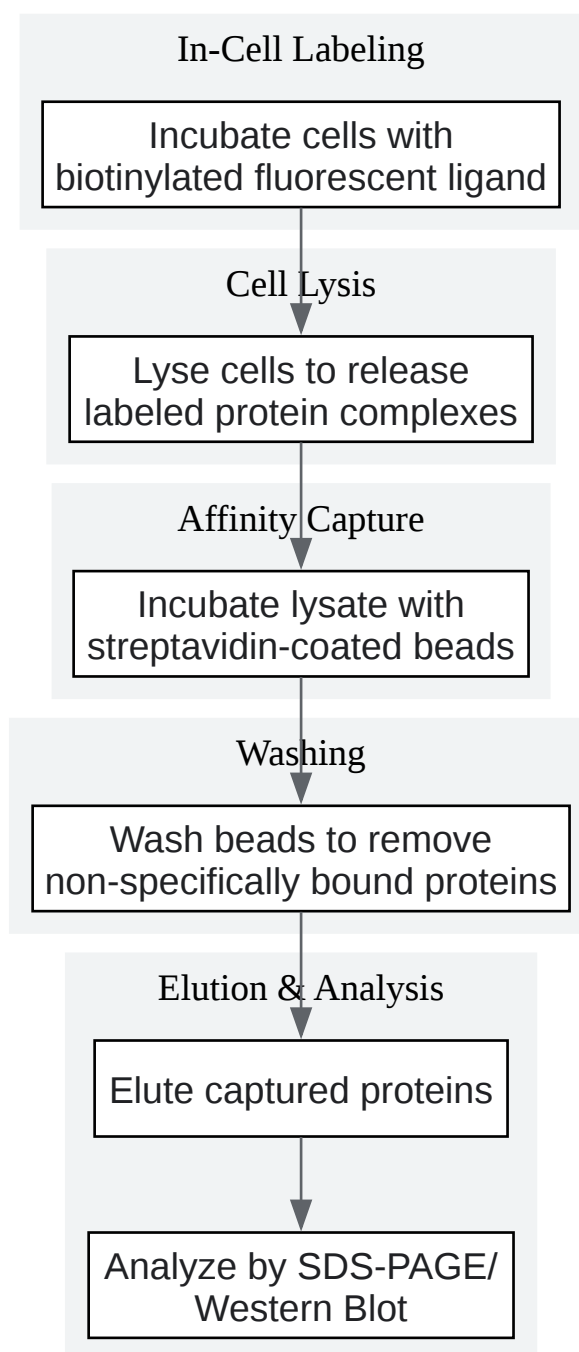 In-Cell Labeling
Incubate cells with
biotinylated fluorescent ligand
Cell Lysis
Lyse cells to release
labeled protein complexes
Affinity Capture
Incubate lysate with
streptavidin-coated beads
Washing
Wash beads to remove
non-specifically bound proteins
Elution & Analysis
Elute captured proteins
Analyze by SDS-PAGE/
Western Blot